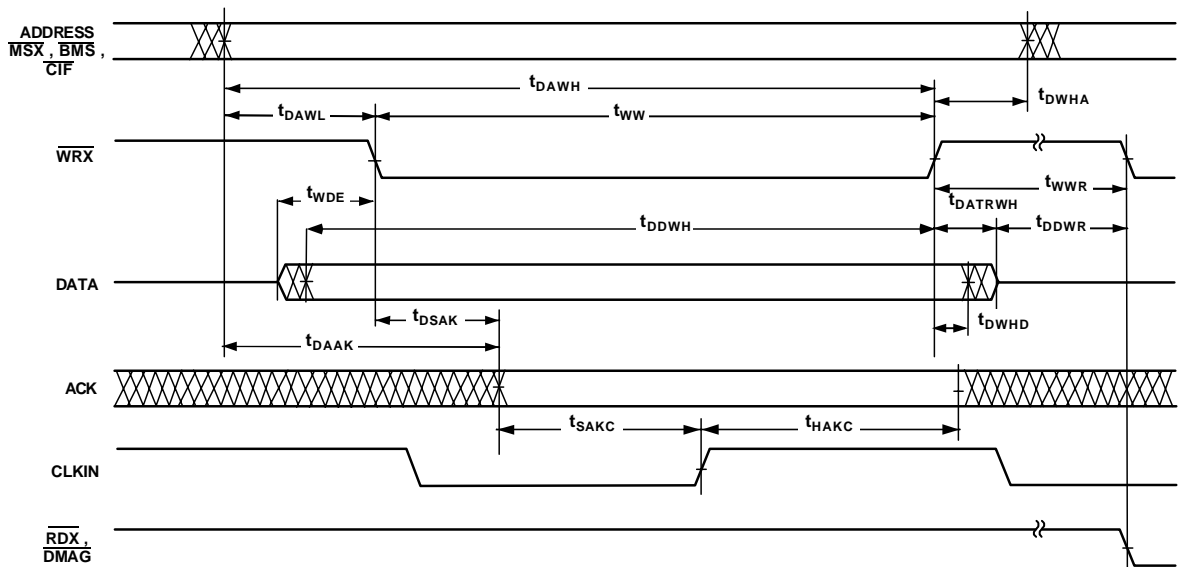 ADDRESS
MSX , BMS ,
CIF
tDAWH
tDWHA
tDAWL
tWW
WRX
tWWR
tWDE
tDATRWH
tDDWH
tDDWR
DATA
tDSAK
tDWHD
tDAAK
ACK
tSAKC
tHAKC
CLKIN
RDX ,
DMAG